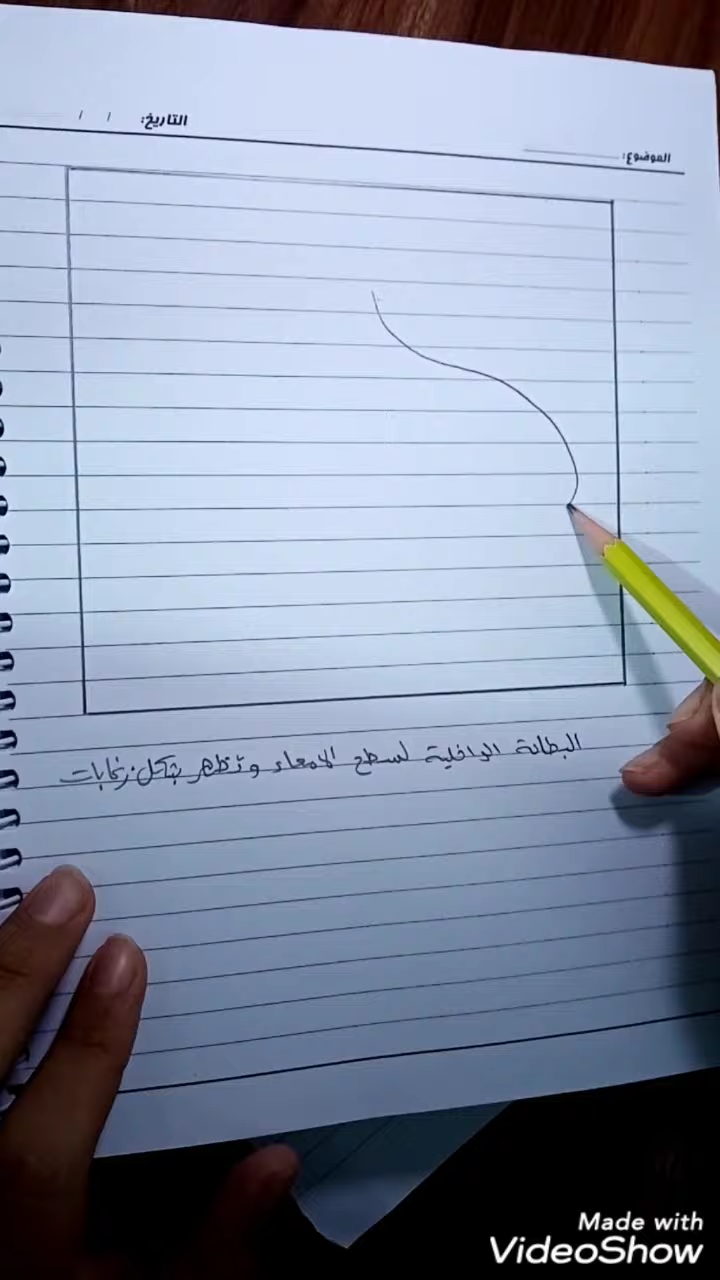 التاريخ: / /
الموضوع:
البطانة الداخلية لسطح الامعاء وتظهر بشكل زغابات
Made with
VideoShow